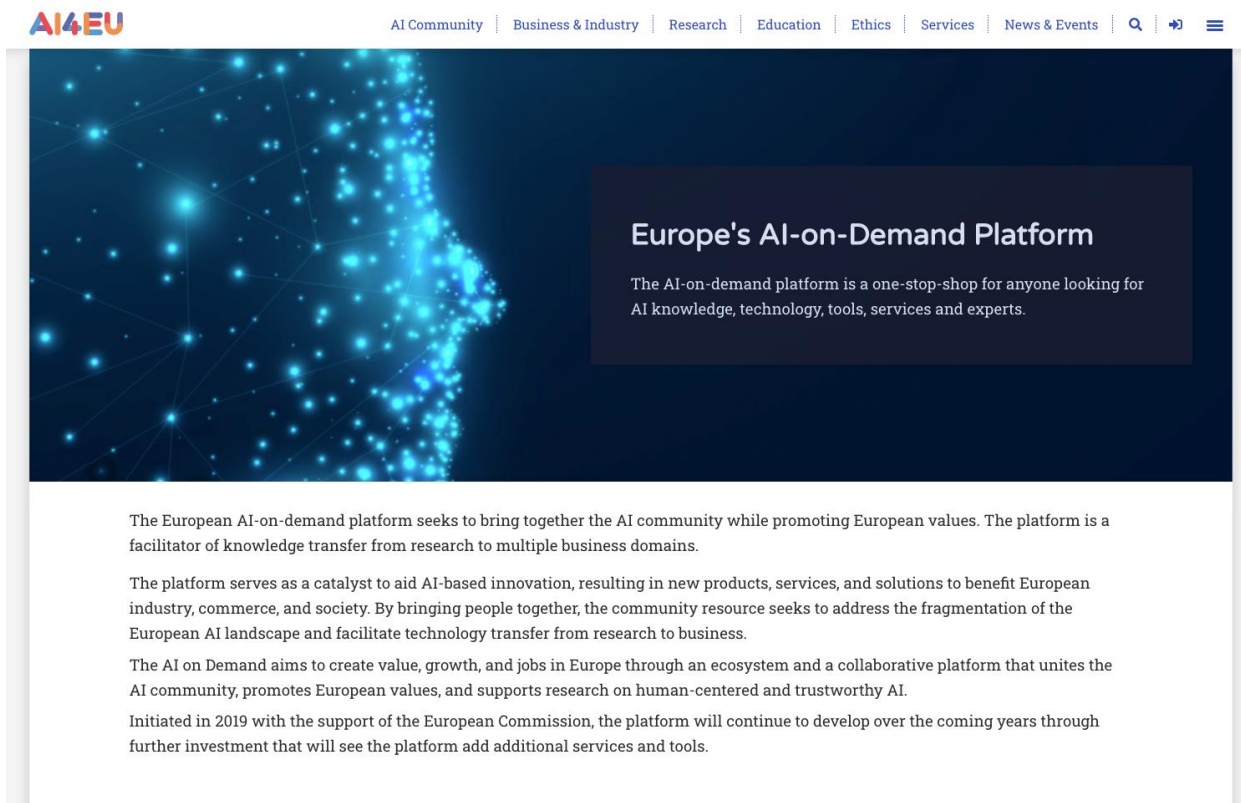 AI4EU
AI Community
Business & Industry
Research
Education
Ethics
Services
News & Events
Europe's AI-on-Demand Platform
The AI-on-demand platform is a one-stop-shop for anyone looking for
AI knowledge, technology, tools, services and experts.
The European AI-on-demand platform seeks to bring together the AI community while promoting European values. The platform is a
facilitator of knowledge transfer from research to multiple business domains.
The platform serves as a catalyst to aid AI-based innovation, resulting in new products, services, and solutions to benefit European
industry, commerce, and society. By bringing people together, the community resource seeks to address the fragmentation of the
European AI landscape and facilitate technology transfer from research to business.
The AI on Demand aims to create value, growth, and jobs in Europe through an ecosystem and a collaborative platform that unites the
AI community, promotes European values, and supports research on human-centered and trustworthy AI.
Initiated in 2019 with the support of the European Commission, the platform will continue to develop over the coming years through
further investment that will see the platform add additional services and tools.